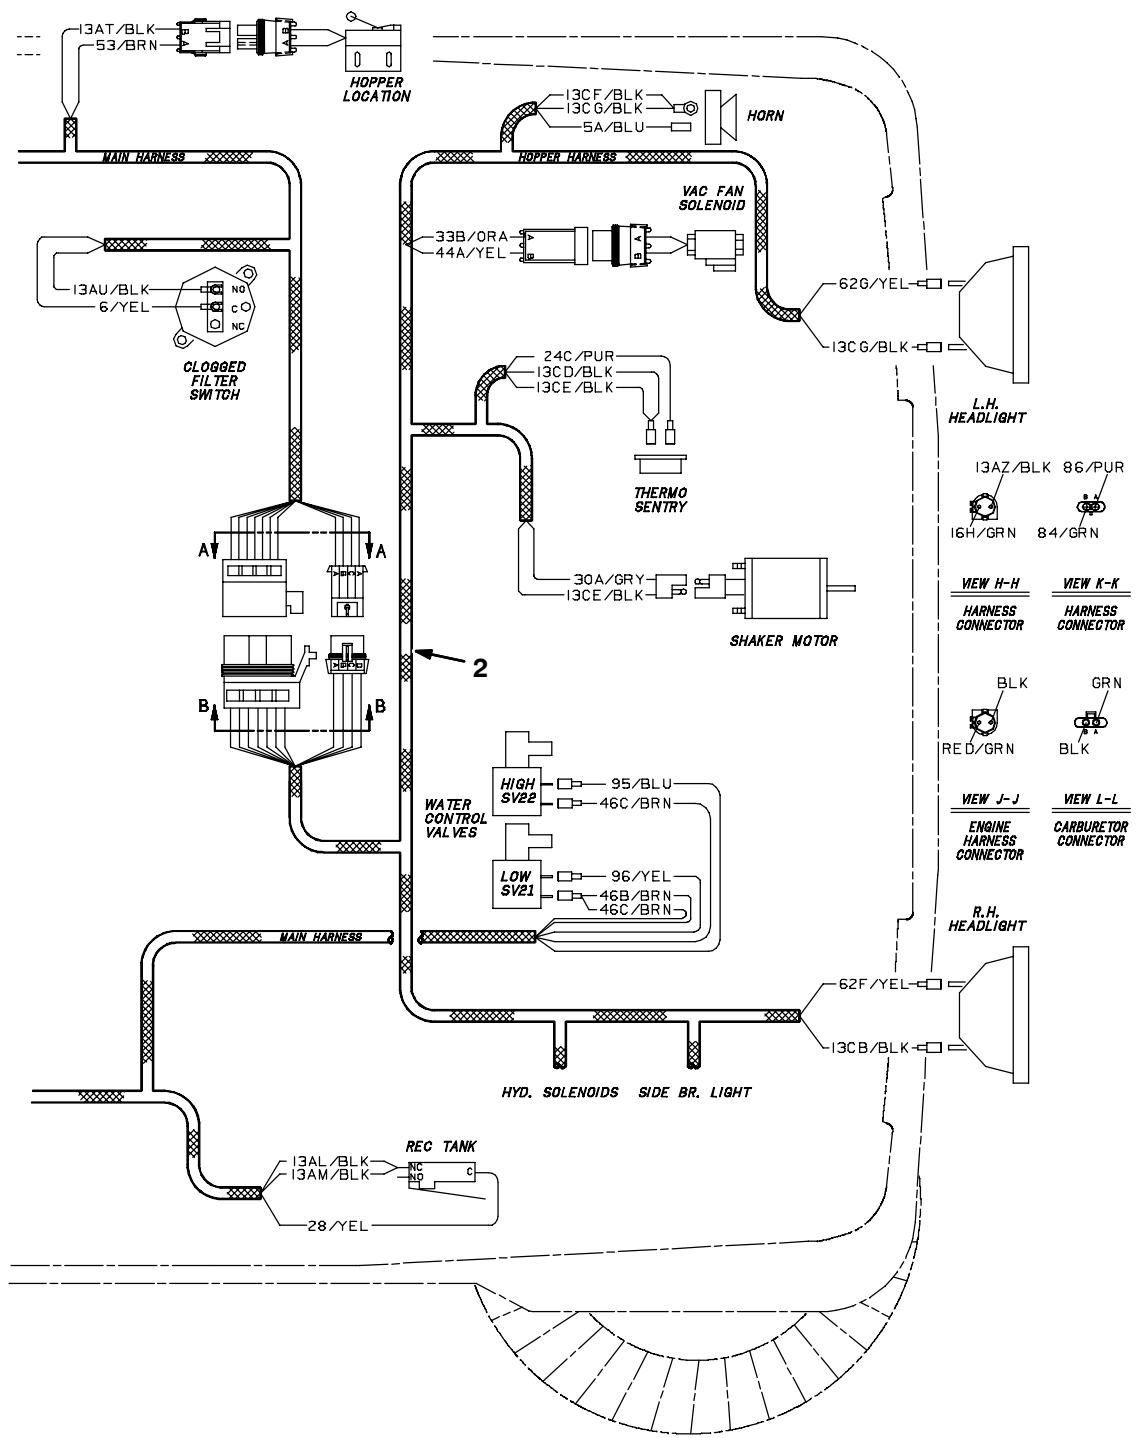 13AT/BLK
53/BRN
B
A
B
A
HOPPER
LOCATION
13CF/BLK
13CG/BLK
5A/BLU
HORN
MAIN HARNESS
HOPPER HARNESS
VAC FAN
SOLENOID
33B/ORA
44A/YEL
A
B
A
B
13AU/BLK
6/YEL
NO
C
NC
CLOGGED
FILTER
SWITCH
62G/YEL
13CG/BLK
L.H.
HEADLIGHT
24C/PUR
13CD/BLK
13CE/BLK
THERMO
SENTRY
13AZ/BLK 86/PUR
B A
16H/GRN 84/GRN
A A
VIEW H-H VIEW K-K
HARNESS
CONNECTOR
HARNESS
CONNECTOR
30A/GRY
13CE/BLK
SHAKER MOTOR
2
B B
BLK GRN
B A
RED/GRN BLK
VIEW J-J VIEW L-L
ENGINE
HARNESS
CONNECTOR
CARBURETOR
CONNECTOR
WATER
CONTROL
VALVES
HIGH
SV22
95/BLU
46C/BRN
LOW
SV21
96/YEL
46B/BRN
46C/BRN
MAIN HARNESS
R.H.
HEADLIGHT
62F/YEL
13CB/BLK
HYD. SOLENOIDS SIDE BR. LIGHT
REC TANK
13AL/BLK
13AM/BLK
NC
NO
C
28/YEL